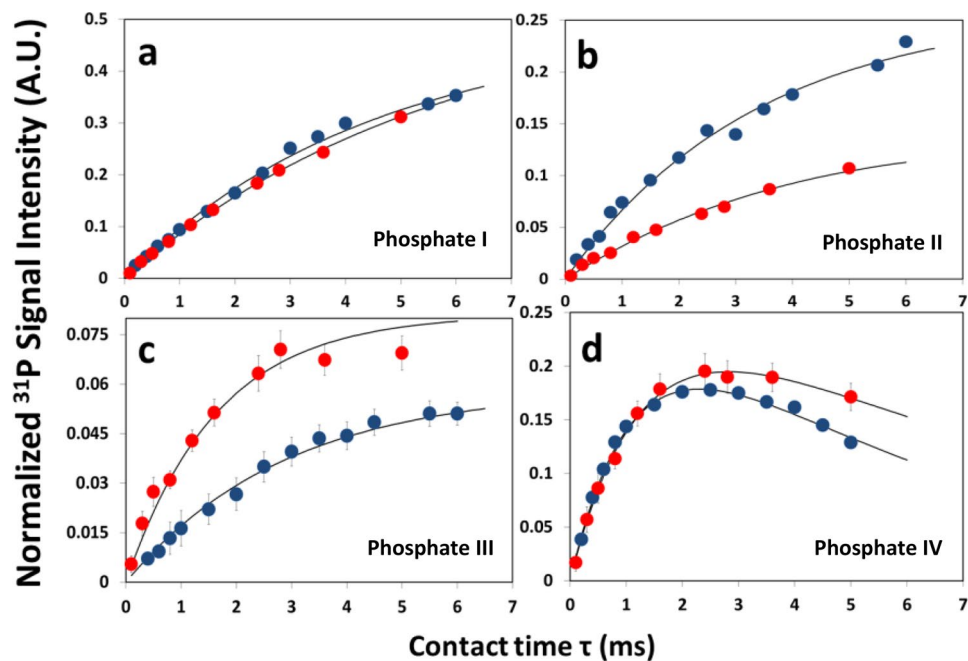 Normalized ³¹P Signal Intensity (A.U.)
a
0.5
0.4
0.3
0.2
0.1
0
0 1 2 3 4 5 6 7
Phosphate I
b
0.25
0.2
0.15
0.1
0.05
0
0 1 2 3 4 5 6 7
Phosphate II
c
0.075
0.06
0.045
0.03
0.015
0
0 1 2 3 4 5 6 7
Phosphate III
d
0.25
0.2
0.15
0.1
0.05
0
0 1 2 3 4 5 6 7
Phosphate IV
Contact time τ (ms)